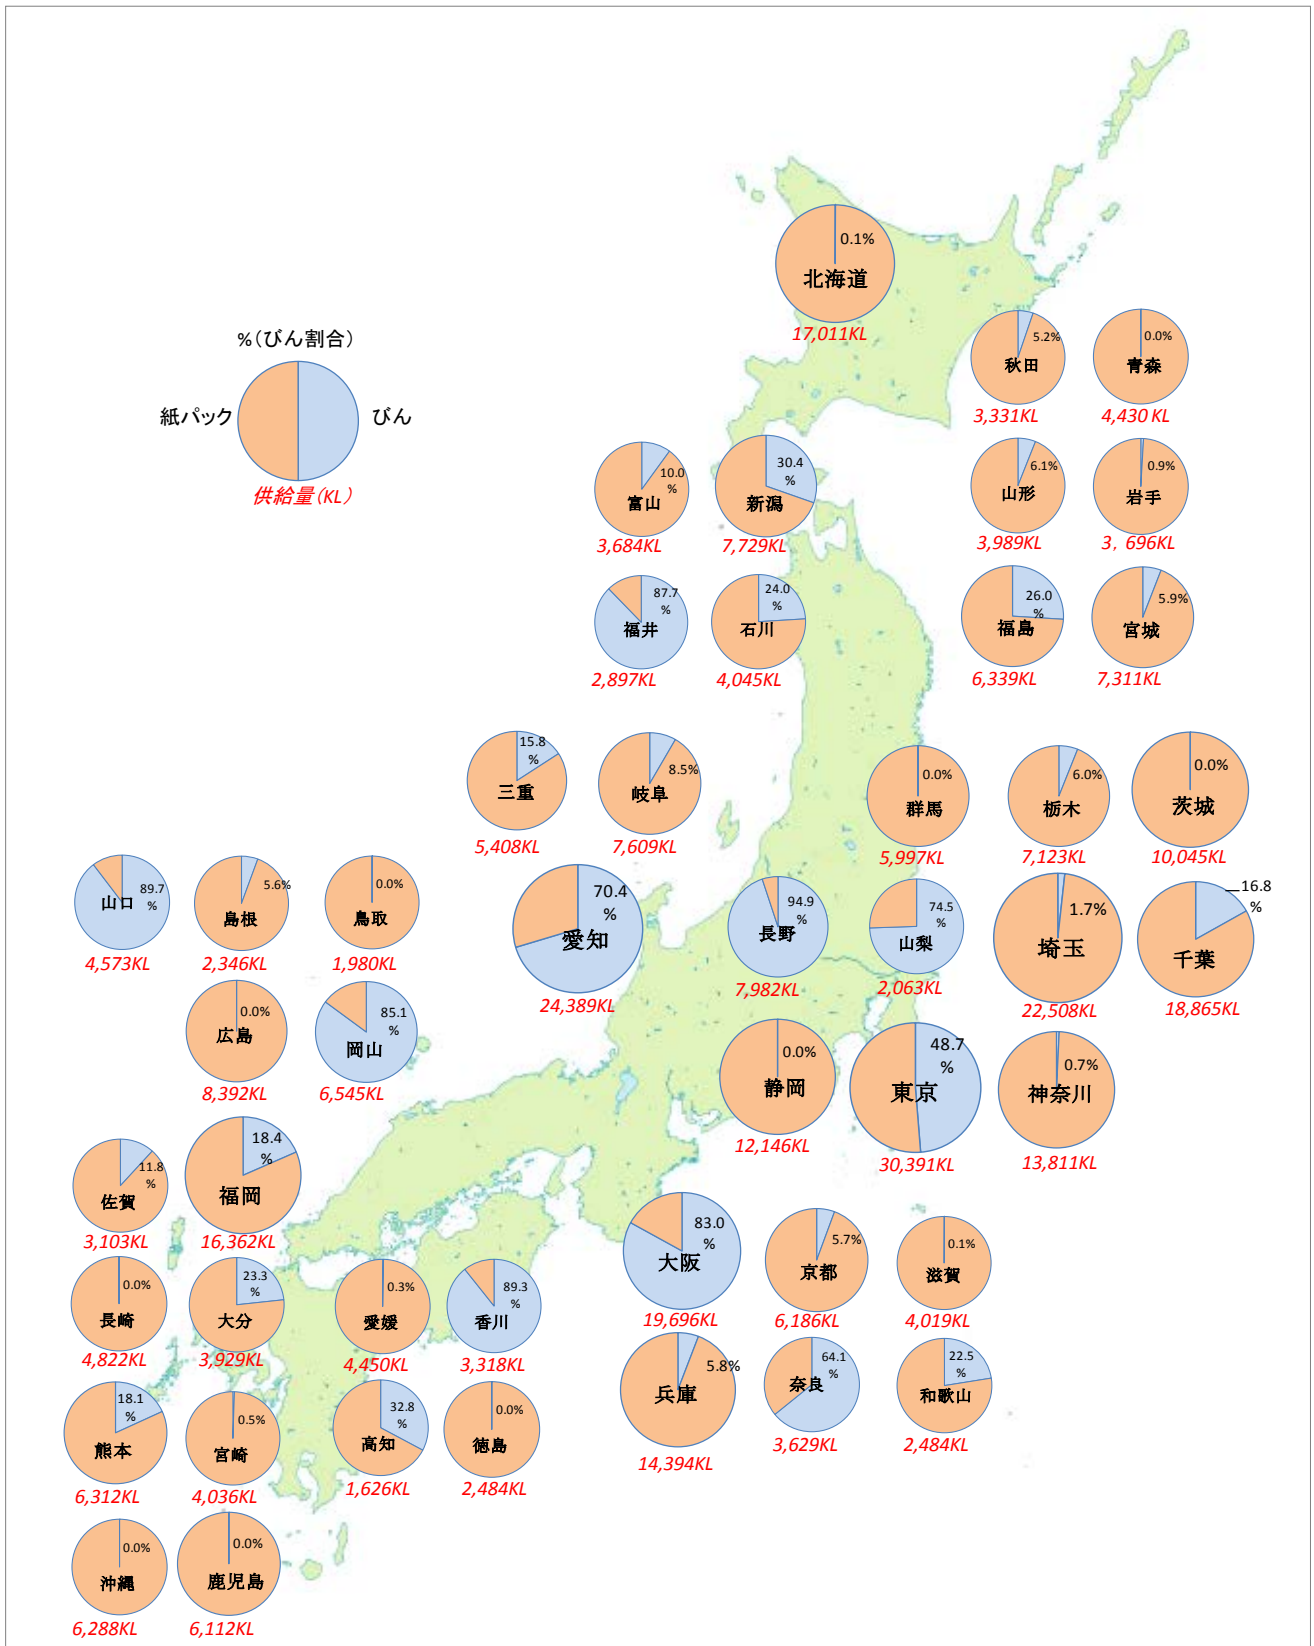 %(びん割合)
紙パック
びん
供給量(KL)
0.1%
北海道
17,011KL
5.2%
秋田
3,331KL
0.0%
青森
4,430 KL
10.0
%
富山
3,684KL
30.4
%
新潟
7,729KL
6.1%
山形
3,989KL
0.9%
岩手
3，696KL
87.7
%
福井
2,897KL
24.0
%
石川
4,045KL
26.0
%
福島
6,339KL
5.9%
宮城
7,311KL
15.8
%
三重
5,408KL
8.5%
岐阜
7,609KL
0.0%
群馬
5,997KL
6.0%
栃木
7,123KL
0.0%
茨城
10,045KL
89.7
%
山口
4,573KL
5.6%
島根
2,346KL
0.0%
鳥取
1,980KL
70.4
%
愛知
24,389KL
94.9
%
長野
7,982KL
74.5
%
山梨
2,063KL
1.7%
埼玉
22,508KL
16.8
%
千葉
18,865KL
0.0%
広島
8,392KL
85.1
%
岡山
6,545KL
0.0%
静岡
12,146KL
48.7
%
東京
30,391KL
0.7%
神奈川
13,811KL
11.8
%
佐賀
3,103KL
18.4
%
福岡
16,362KL
83.0
%
大阪
19,696KL
5.7%
京都
6,186KL
0.1%
滋賀
4,019KL
0.0%
長崎
4,822KL
23.3
%
大分
3,929KL
0.3%
愛媛
4,450KL
89.3
%
香川
3,318KL
5.8%
兵庫
14,394KL
64.1
%
奈良
3,629KL
22.5
%
和歌山
2,484KL
18.1
%
熊本
6,312KL
0.5%
宮崎
4,036KL
32.8
%
高知
1,626KL
0.0%
徳島
2,484KL
0.0%
沖縄
6,288KL
0.0%
鹿児島
6,112KL